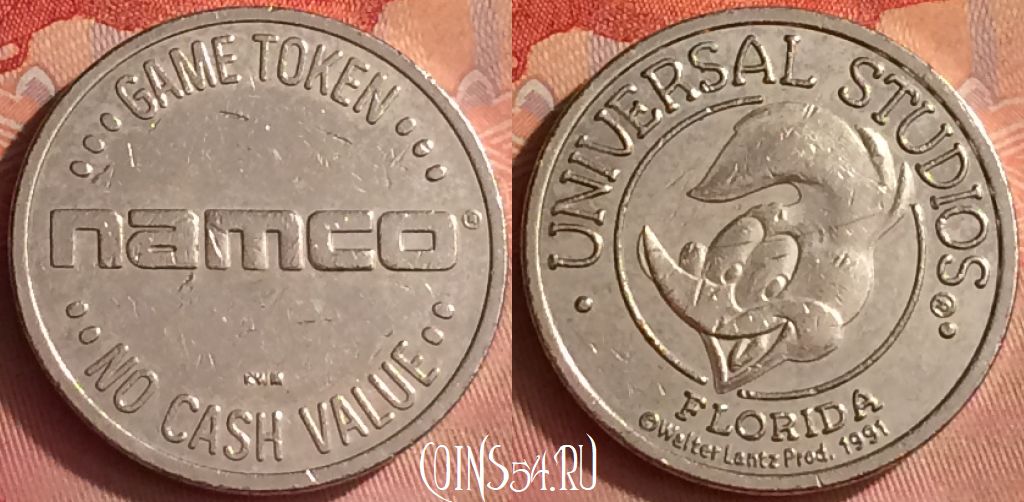 GAME TOKEN
namco®
NO CASH VALUE
UNIVERSAL STUDIOS®
FLORIDA
©Walter Lantz Prod. 1991
COINS54.RU